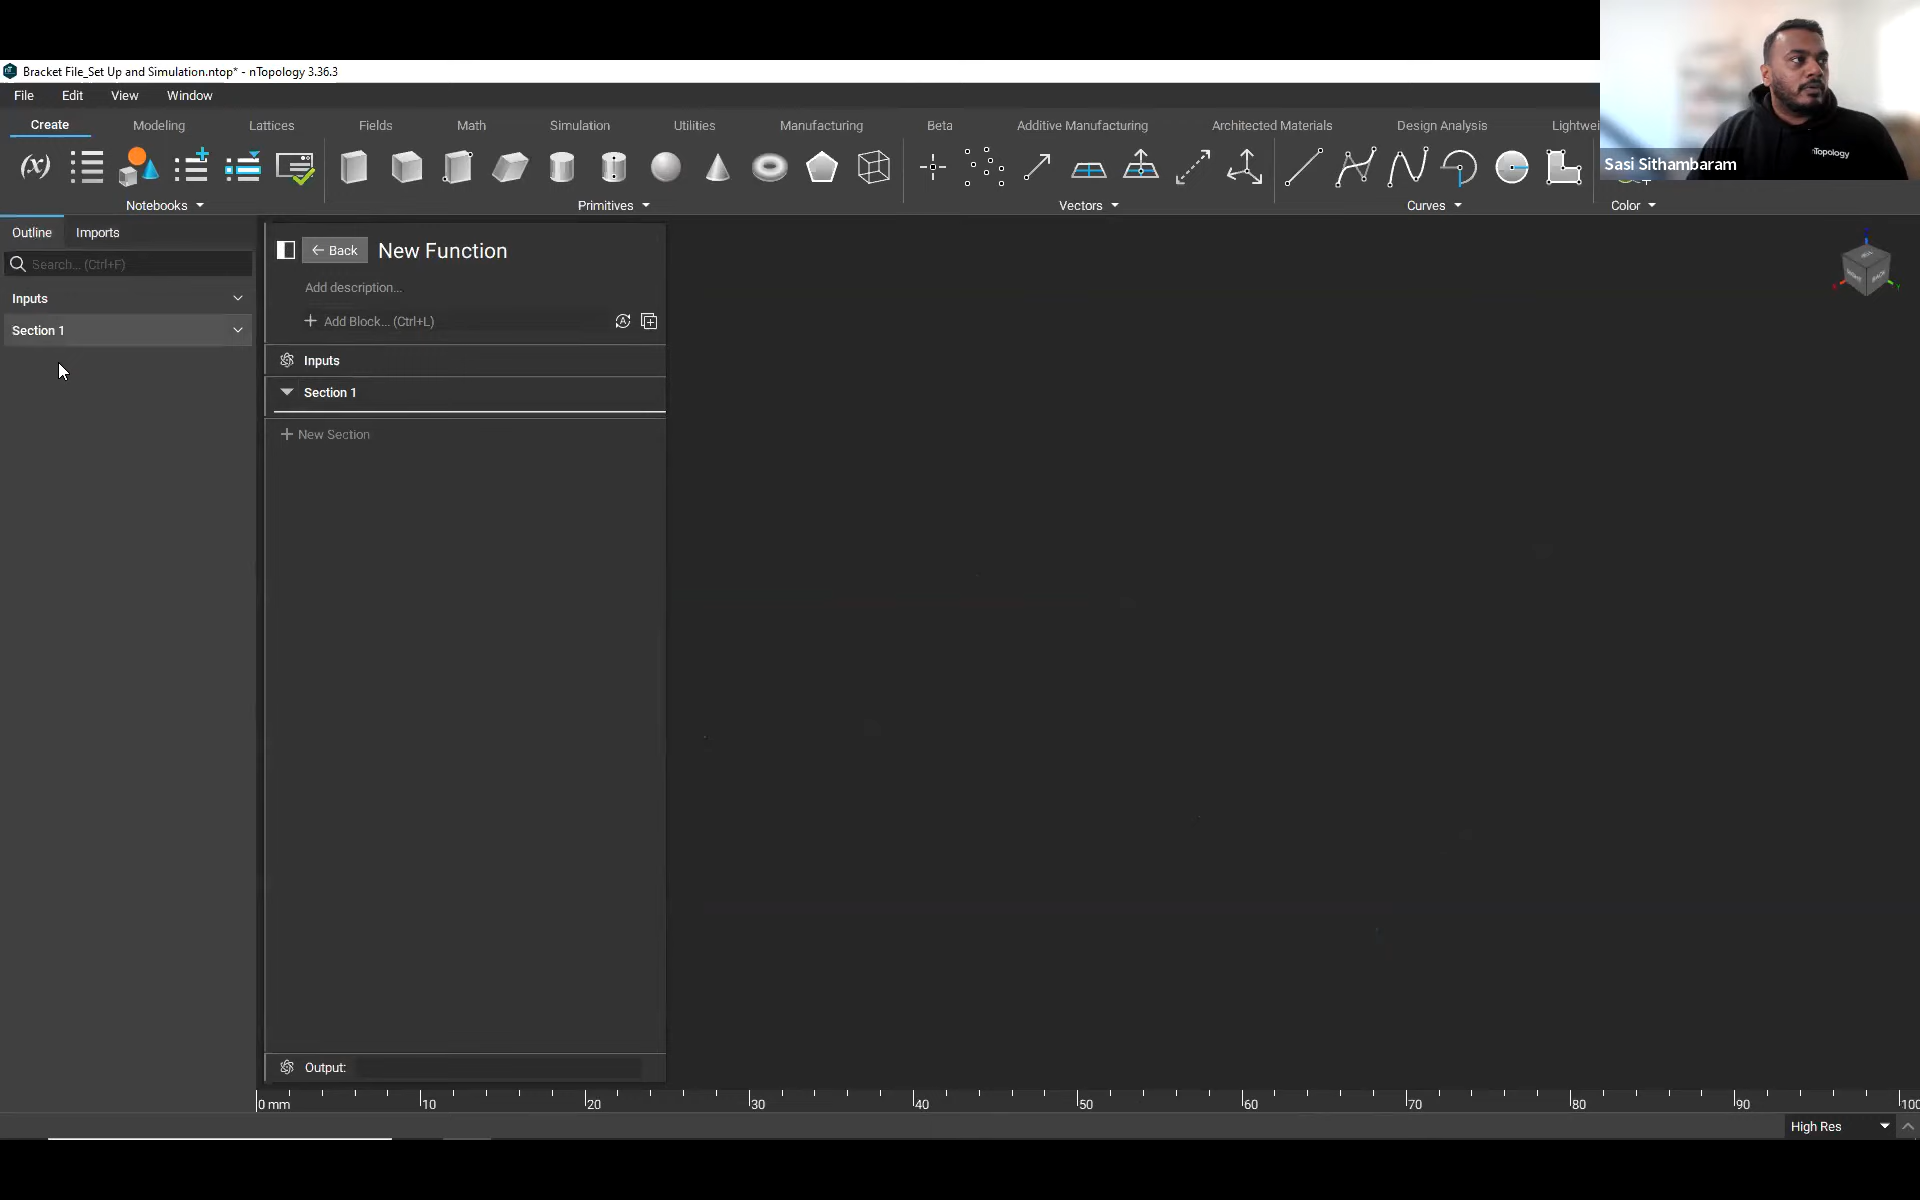 Bracket File_Set Up and Simulation.ntop* - nTopology 3.36.3
File Edit View Window
Create Modeling Lattices Fields Math Simulation Utilities Manufacturing Beta Additive Manufacturing Architected Materials Design Analysis Lightwei
(x)
nTopology
Sasi Sithambaram
Notebooks Primitives Vectors Curves Color
Outline Imports
Search... (Ctrl+F)
Inputs
Section 1
Back New Function
Add description...
Add Block... (Ctrl+L)
Inputs
Section 1
New Section
Output:
0 mm 10 20 30 40 50 60 70 80 90 100
High Res